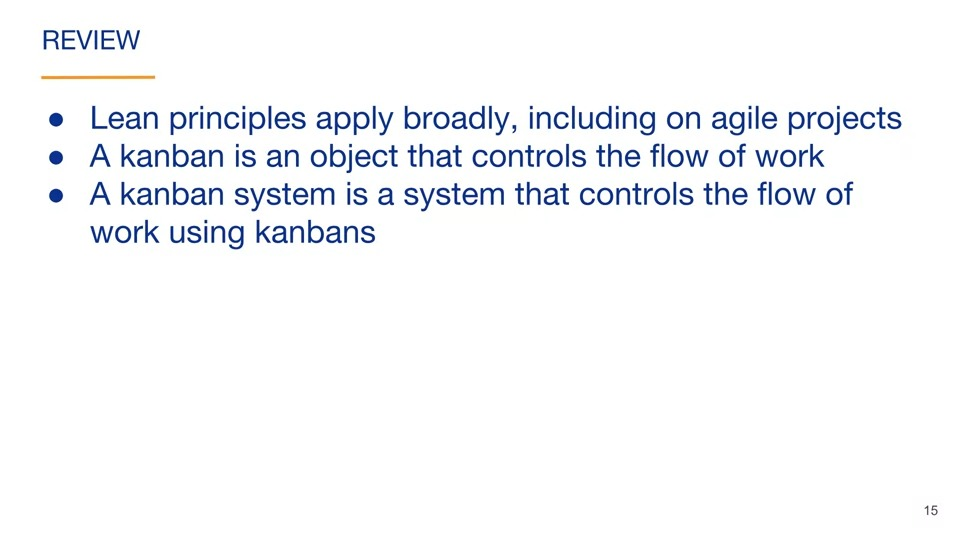 REVIEW
● Lean principles apply broadly, including on agile projects
● A kanban is an object that controls the flow of work
● A kanban system is a system that controls the flow of
work using kanbans
15